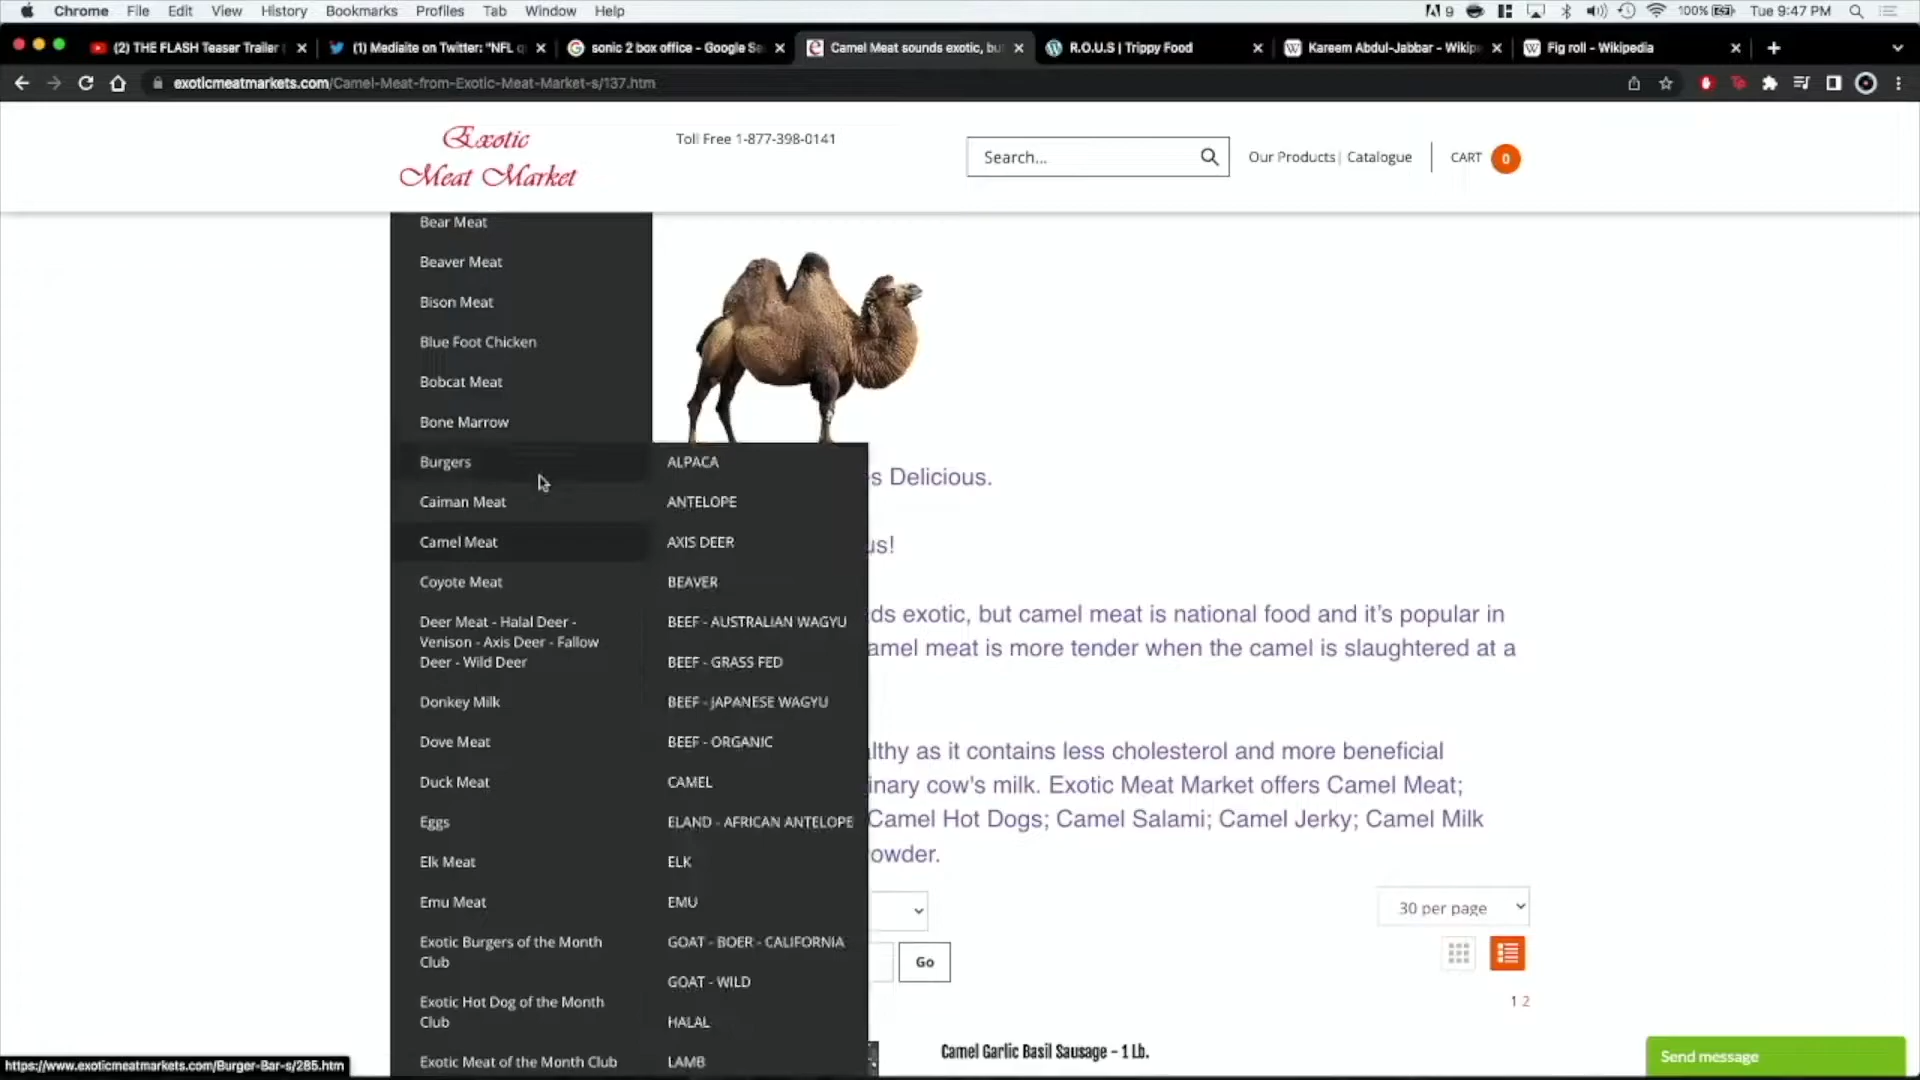 Chrome File Edit View History Bookmarks Profiles Tab Window Help
9 100% Tue 9:47 PM
(2) THE FLASH Teaser Trailer
(1) Mediaite on Twitter: "NFL q
sonic 2 box office - Google Se
Camel Meat sounds exotic, bu
R.O.U.S | Trippy Food
Kareem Abdul-Jabbar - Wikip
Fig roll - Wikipedia
exoticmeatmarkets.com/Camel-Meat-from-Exotic-Meat-Market-s/137.htm
Exotic
Meat Market
Toll Free 1-877-398-0141
Search...
Our Products| Catalogue
CART 0
Bear Meat
Beaver Meat
Bison Meat
Blue Foot Chicken
Bobcat Meat
Bone Marrow
Burgers
Caiman Meat
Camel Meat
Coyote Meat
Deer Meat - Halal Deer -
Venison - Axis Deer - Fallow
Deer - Wild Deer
Donkey Milk
Dove Meat
Duck Meat
Eggs
Elk Meat
Emu Meat
Exotic Burgers of the Month
Club
Exotic Hot Dog of the Month
Club
Exotic Meat of the Month Club
ALPACA
ANTELOPE
AXIS DEER
BEAVER
BEEF - AUSTRALIAN WAGYU
BEEF - GRASS FED
BEEF - JAPANESE WAGYU
BEEF - ORGANIC
CAMEL
ELAND - AFRICAN ANTELOPE
ELK
EMU
GOAT - BOER - CALIFORNIA
GOAT - WILD
HALAL
LAMB
s Delicious.
us!
ds exotic, but camel meat is national food and it's popular in
amel meat is more tender when the camel is slaughtered at a
lthy as it contains less cholesterol and more beneficial
inary cow's milk. Exotic Meat Market offers Camel Meat;
Camel Hot Dogs; Camel Salami; Camel Jerky; Camel Milk
owder.
30 per page
Go
1 2
Camel Garlic Basil Sausage - 1 Lb.
Send message
https://www.exoticmeatmarkets.com/Burger-Bar-s/285.htm